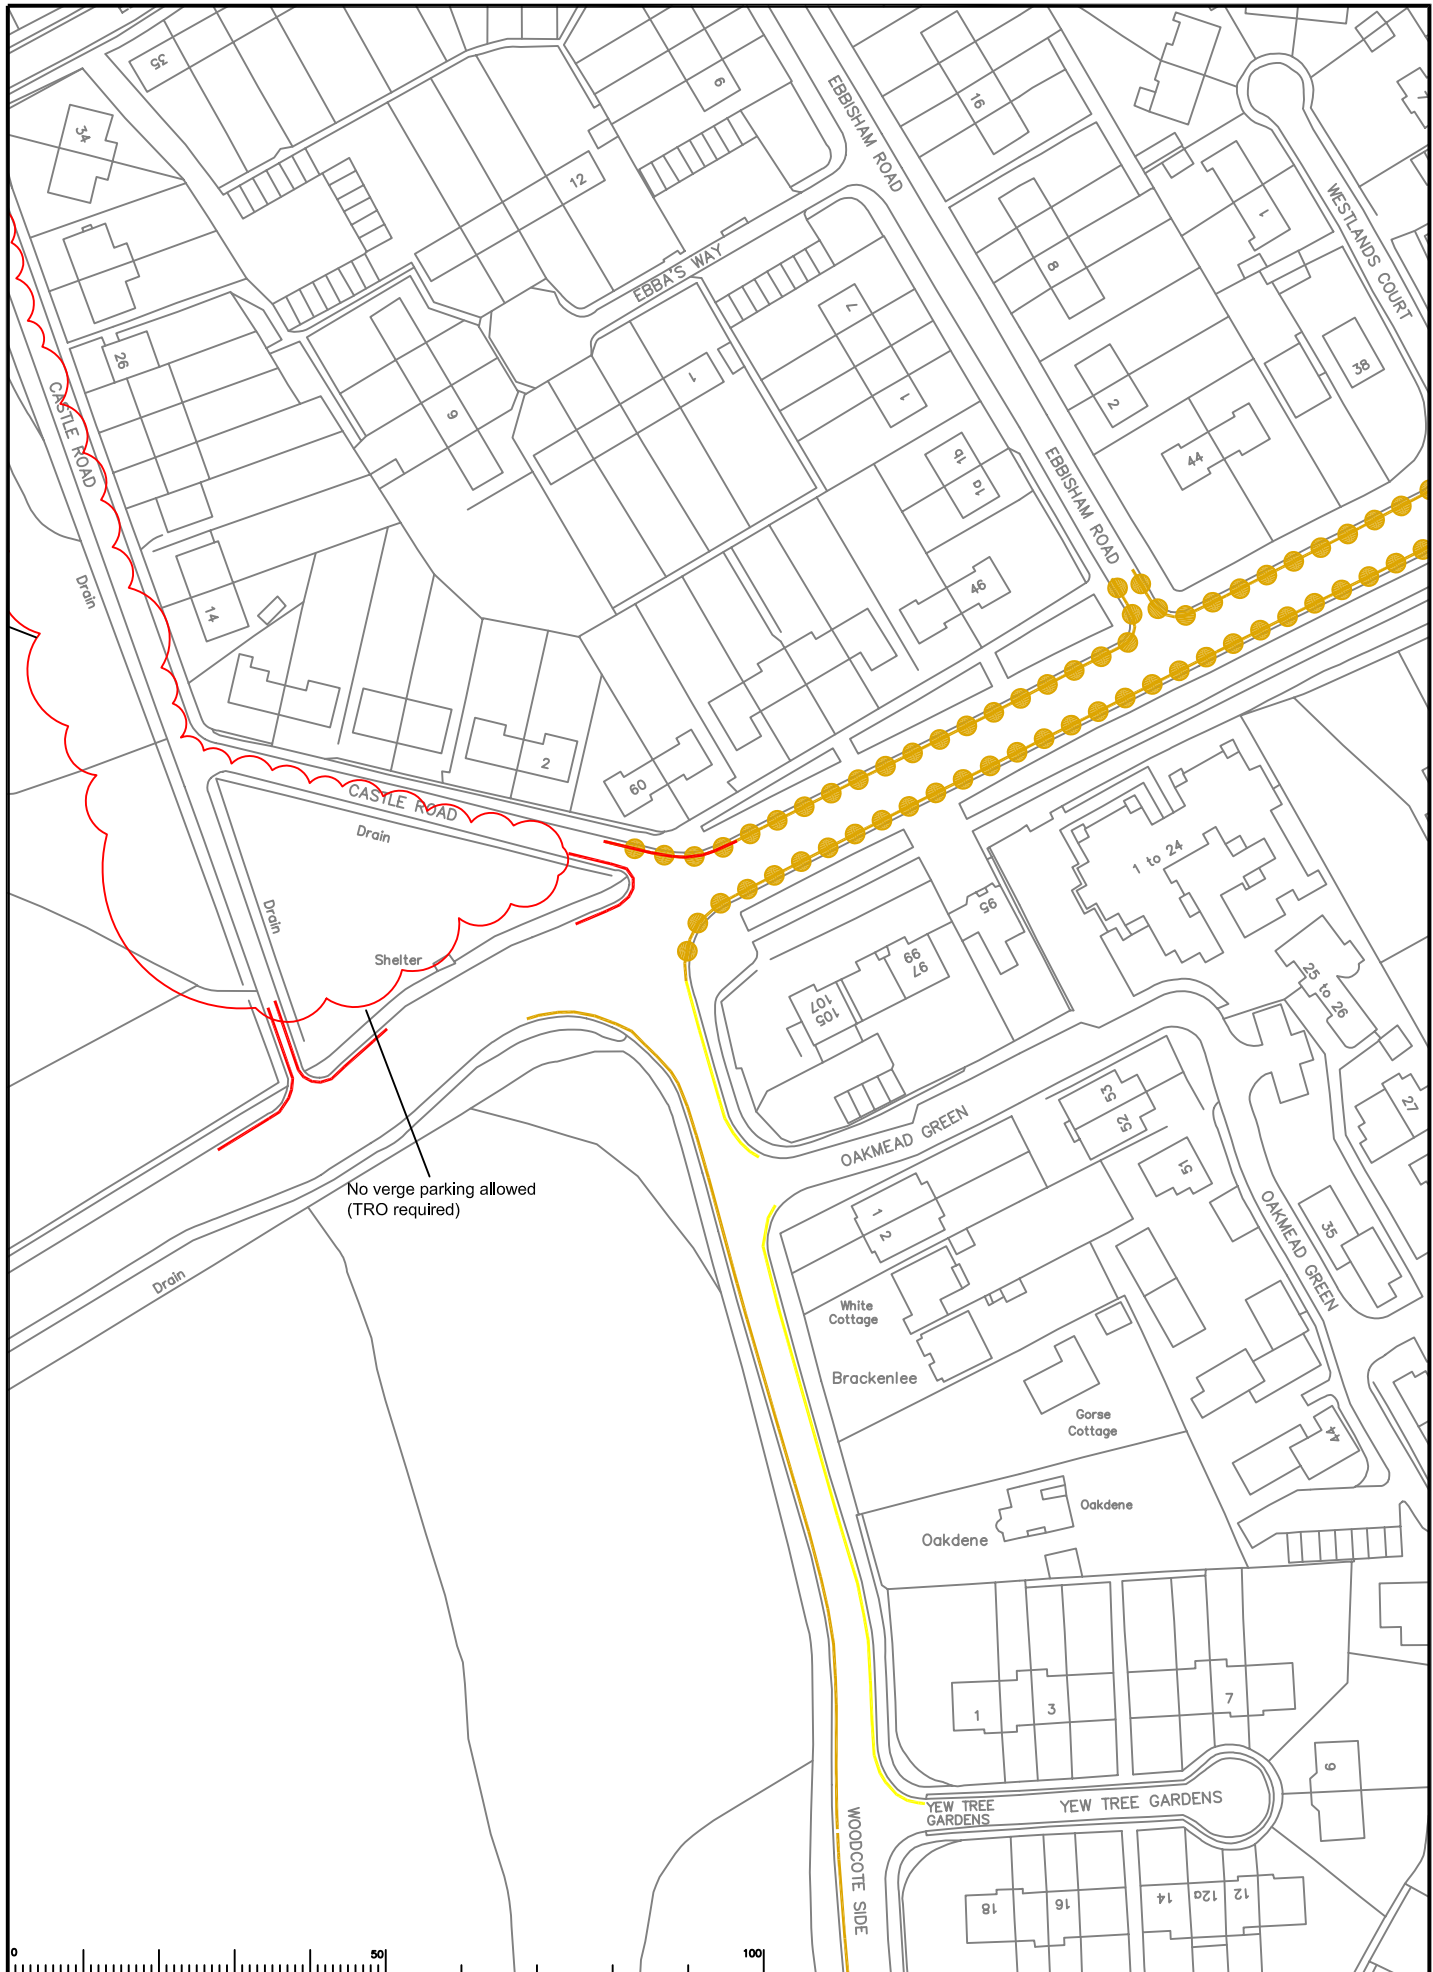 35
34
9
16
7
EBBISHAM ROAD
12
1
WESTLANDS COURT
EBBA'S WAY
8
7
26
CASTLE ROAD
1
1
38
9
2
44
1b
1a
EBBISHAM ROAD
Drain
14
46
2
60
CASTLE ROAD
Drain
1 to 24
95
Drain
Shelter
99
97
107
105
25 to 26
53
52
27
OAKMEAD GREEN
51
No verge parking allowed
(TRO required)
1
2
OAKMEAD GREEN
35
Drain
White
Cottage
Brackenlee
Gorse
Cottage
44
Oakdene
Oakdene
1
3
7
9
YEW TREE
GARDENS
YEW TREE GARDENS
WOODCOTE SIDE
18
16
14
12a
12
0
50
100